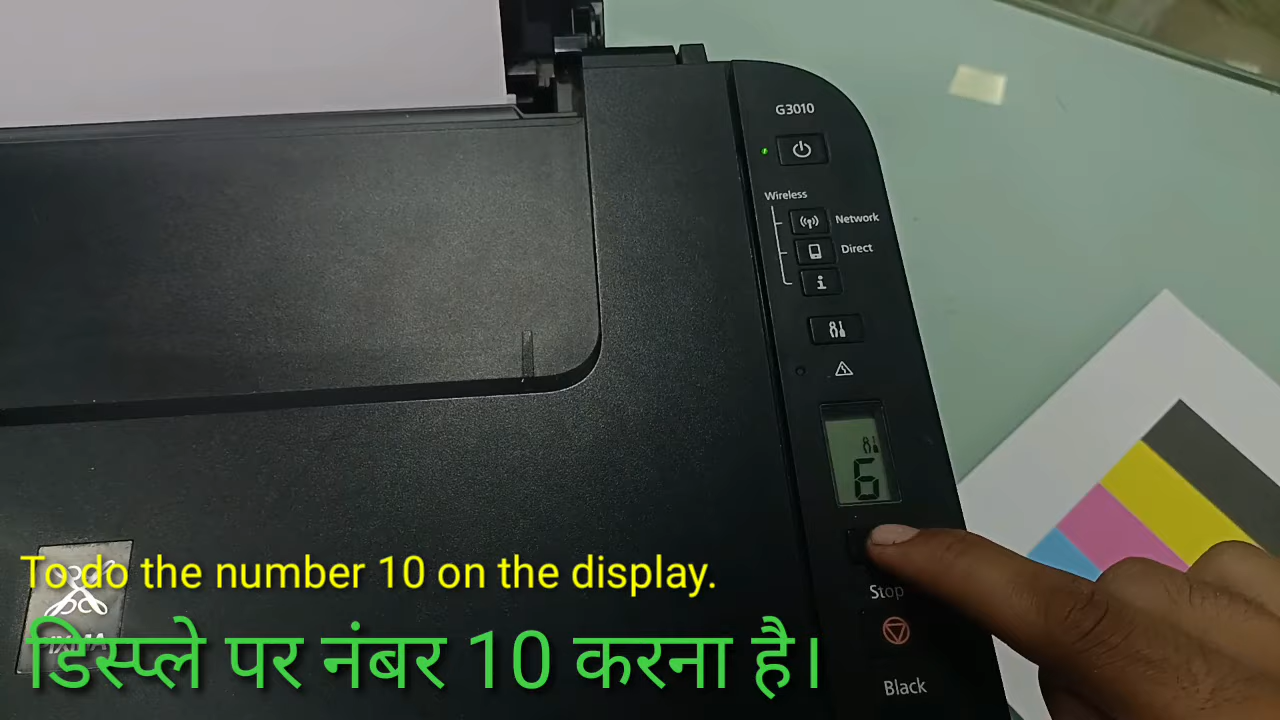 G3010
Wireless
Network
Direct
6
Stop
Black
PIXMA
To do the number 10 on the display.
डिस्प्ले पर नंबर 10 करना है।